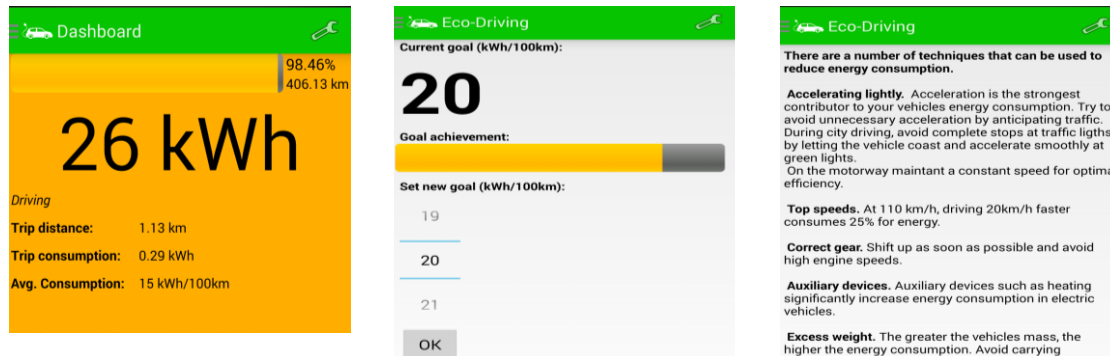 Dashboard
98.46%
406.13 km
26 kWh
Driving
Trip distance: 1.13 km
Trip consumption: 0.29 kWh
Avg. Consumption: 15 kWh/100km
Eco-Driving
Current goal (kWh/100km):
20
Goal achievement:
Set new goal (kWh/100km):
19
20
21
OK
Eco-Driving
There are a number of techniques that can be used to
reduce energy consumption.
Accelerating lightly. Acceleration is the strongest
contributor to your vehicles energy consumption. Try to
avoid unnecessary acceleration by anticipating traffic.
During city driving, avoid complete stops at traffic ligths
by letting the vehicle coast and accelerate smoothly at
green lights.
On the motorway maintant a constant speed for optima
efficiency.
Top speeds. At 110 km/h, driving 20km/h faster
consumes 25% for energy.
Correct gear. Shift up as soon as possible and avoid
high engine speeds.
Auxiliary devices. Auxiliary devices such as heating
significantly increase energy consumption in electric
vehicles.
Excess weight. The greater the vehicles mass, the
higher the energy consumption. Avoid carrying